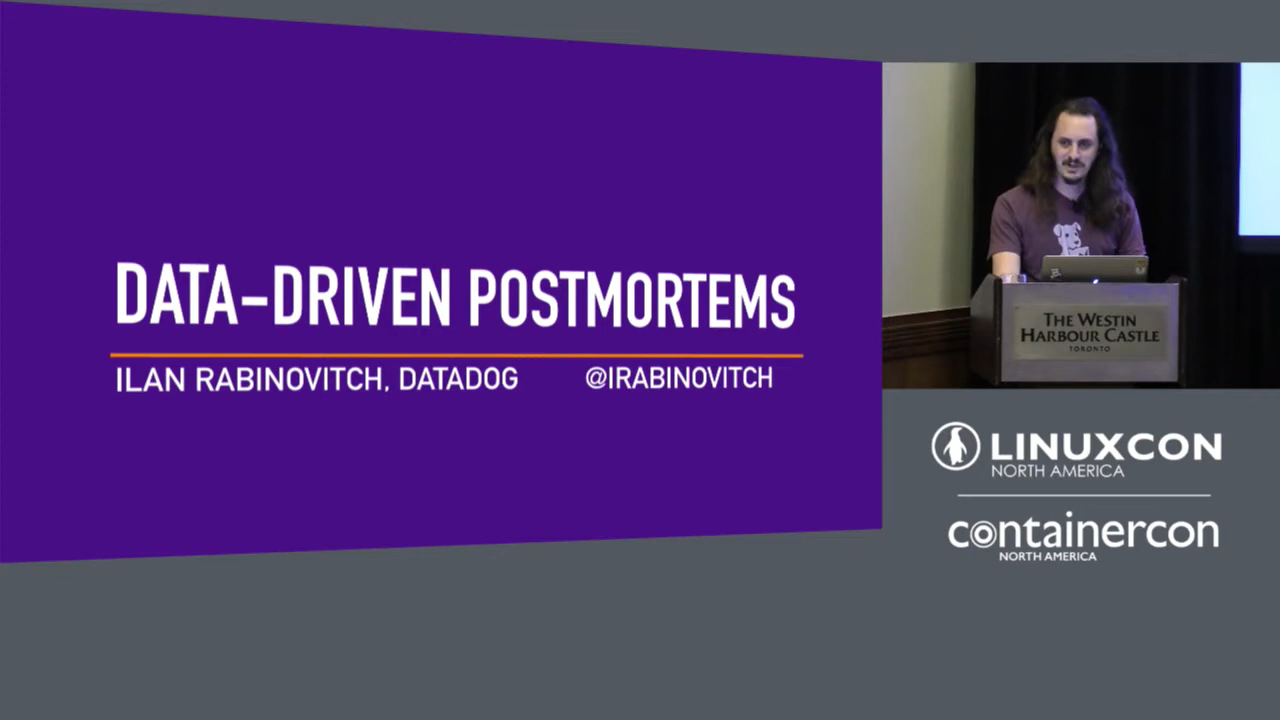 DATA-DRIVEN POSTMORTEMS
ILAN RABINOVITCH, DATADOG @IRABINOVITCH
THE WESTIN
HARBOUR CASTLE
TORONTO
LINUXCON
NORTH AMERICA
containercon
NORTH AMERICA